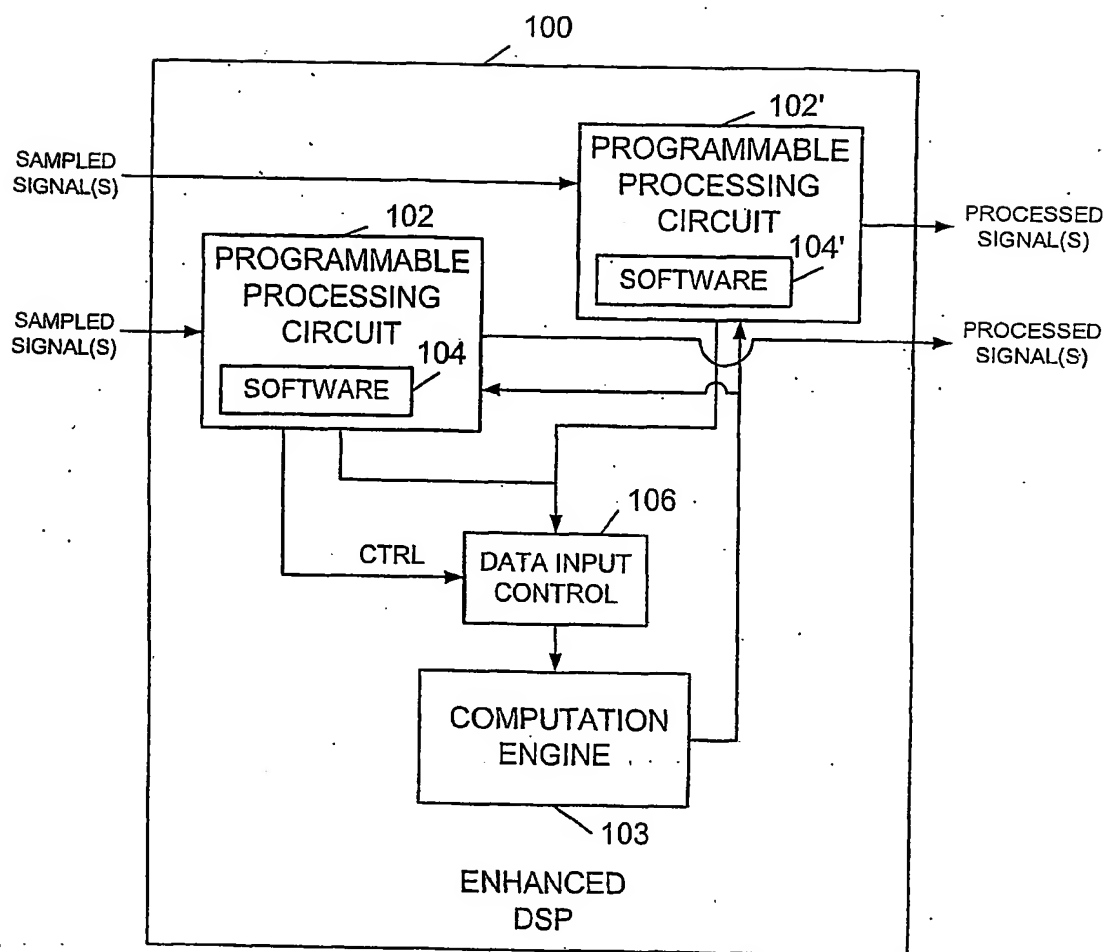 100
102'
PROGRAMMABLE
PROCESSING
CIRCUIT
SOFTWARE
104'
SAMPLED
SIGNAL(S)
PROCESSED
SIGNAL(S)
102
PROGRAMMABLE
PROCESSING
CIRCUIT
SOFTWARE
104
SAMPLED
SIGNAL(S)
PROCESSED
SIGNAL(S)
106
CTRL
DATA INPUT
CONTROL
COMPUTATION
ENGINE
103
ENHANCED
DSP